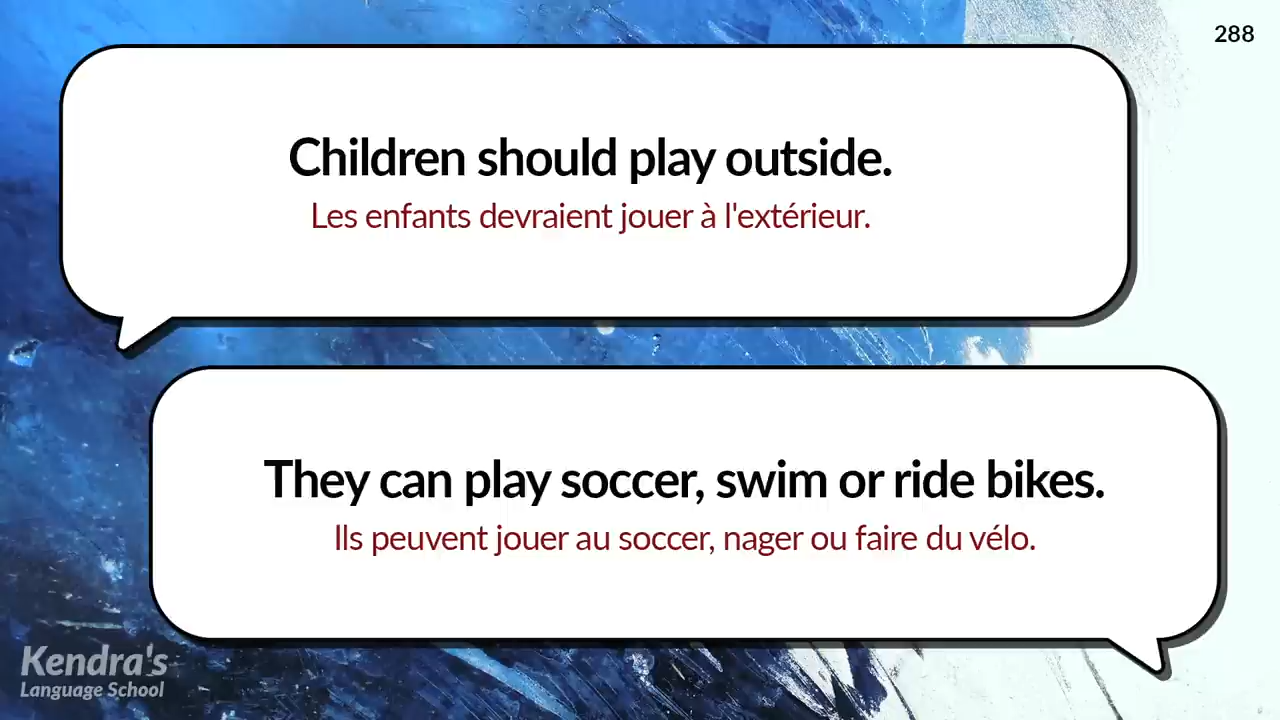 288
Children should play outside.
Les enfants devraient jouer à l'extérieur.
They can play soccer, swim or ride bikes.
Ils peuvent jouer au soccer, nager ou faire du vélo.
Kendra's
Language School